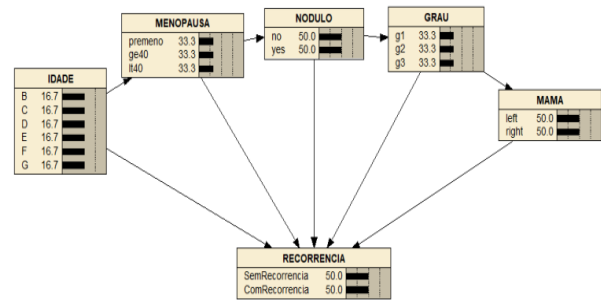 MENOPAUSA
premeno 33.3
ge40 33.3
lt40 33.3
NODULO
no 50.0
yes 50.0
GRAU
g1 33.3
g2 33.3
g3 33.3
IDADE
B 16.7
C 16.7
D 16.7
E 16.7
F 16.7
G 16.7
MAMA
left 50.0
right 50.0
RECORRENCIA
SemRecorrencia 50.0
ComRecorrencia 50.0